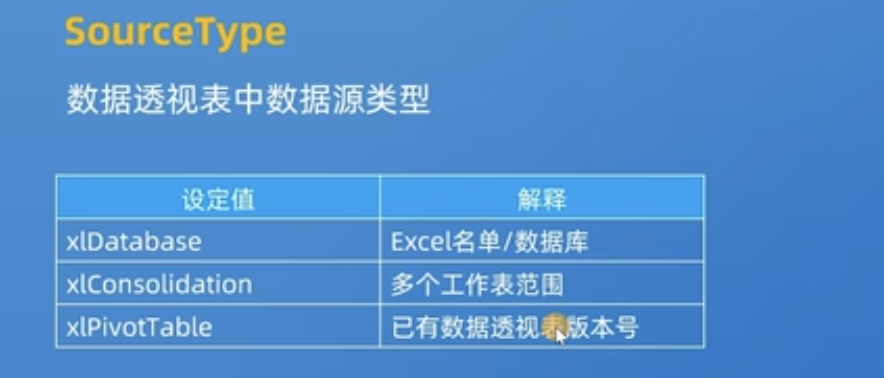 SourceType
数据透视表中数据源类型
设定值 解释
xlDatabase Excel名单/数据库
xlConsolidation 多个工作表范围
xlPivotTable 已有数据透视表版本号